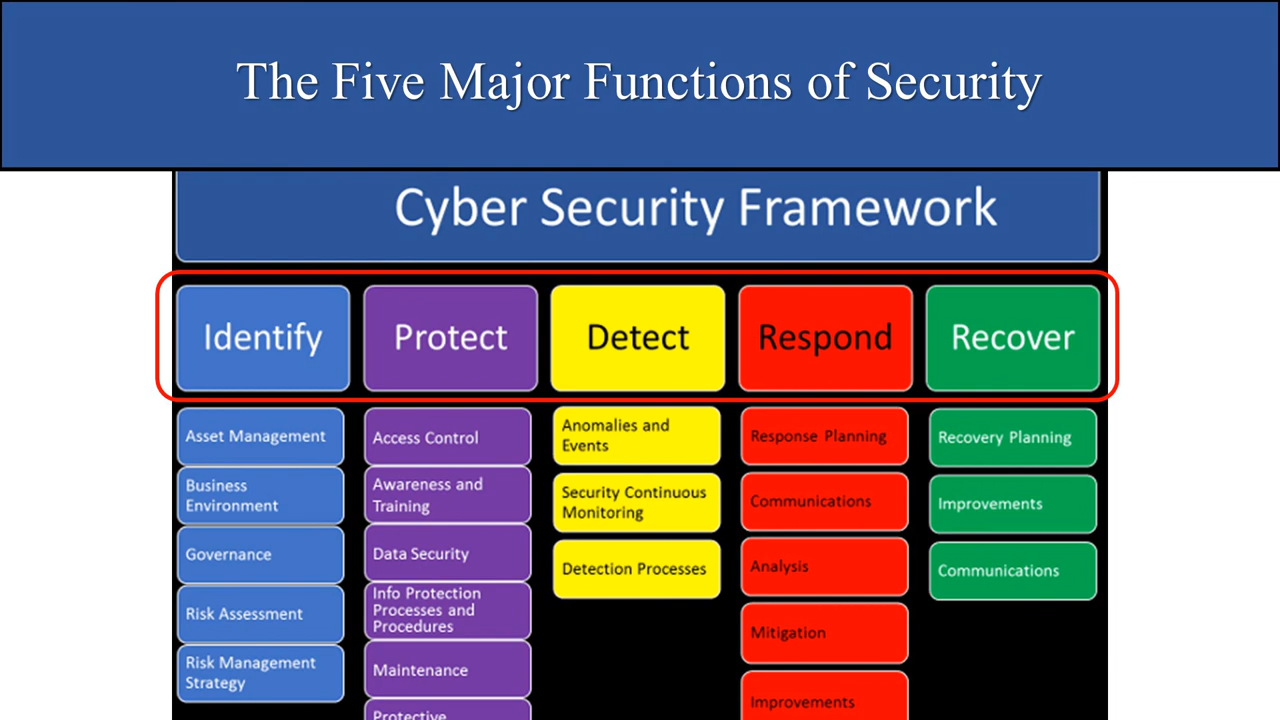 The Five Major Functions of Security
Cyber Security Framework
Identify
Protect
Detect
Respond
Recover
Asset Management
Business
Environment
Governance
Risk Assessment
Risk Management
Strategy
Access Control
Awareness and
Training
Data Security
Info Protection
Processes and
Procedures
Maintenance
Protective
Anomalies and
Events
Security Continuous
Monitoring
Detection Processes
Response Planning
Communications
Analysis
Mitigation
Improvements
Recovery Planning
Improvements
Communications